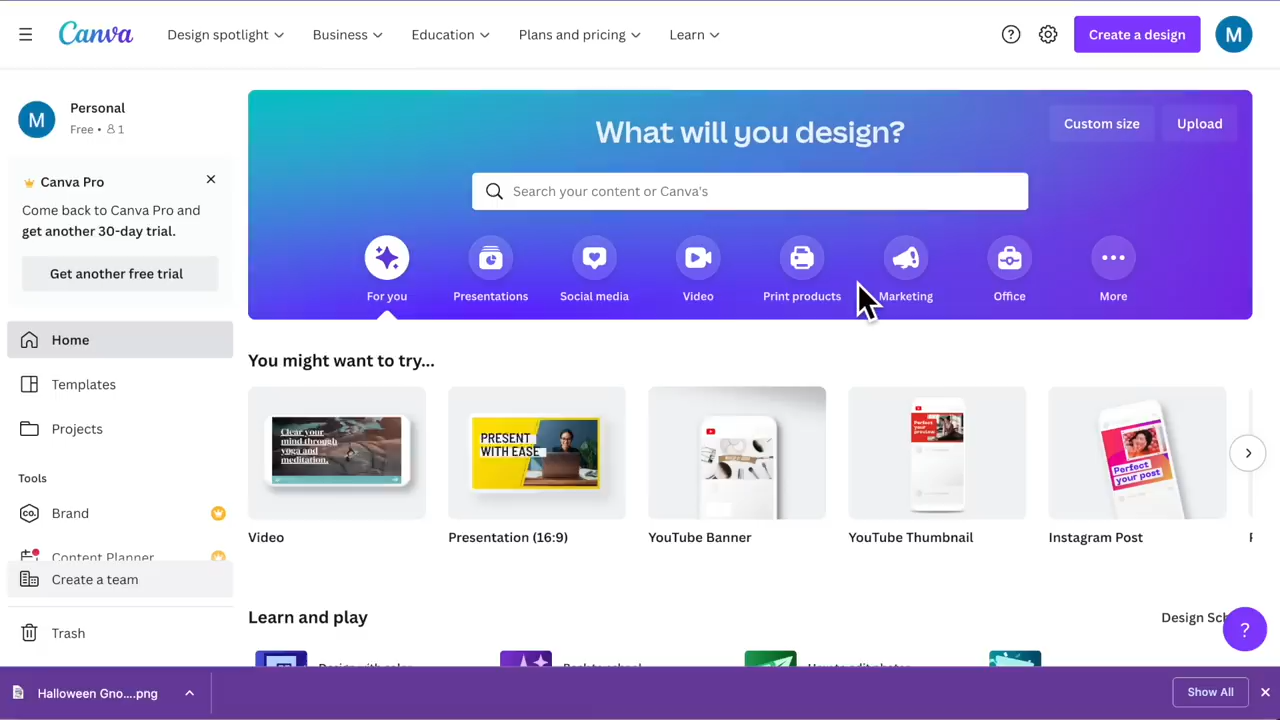 Canva
Design spotlight
Business
Education
Plans and pricing
Learn
?
Create a design
M
M
Personal
Free • 1
Canva Pro
Come back to Canva Pro and
get another 30-day trial.
Get another free trial
Home
Templates
Projects
Tools
CO.
Brand
Content Planner
Create a team
Trash
What will you design?
Custom size
Upload
Search your content or Canva's
For you
Presentations
Social media
Video
Print products
Marketing
Office
More
You might want to try...
Clear your
mind through
yoga and
meditation.
Video
PRESENT
WITH EASE
Presentation (16:9)
YouTube Banner
Perfect
your preview
YouTube Thumbnail
Perfect
your post
Instagram Post
Learn and play
Design Sch
?
Halloween Gno....png
Show All